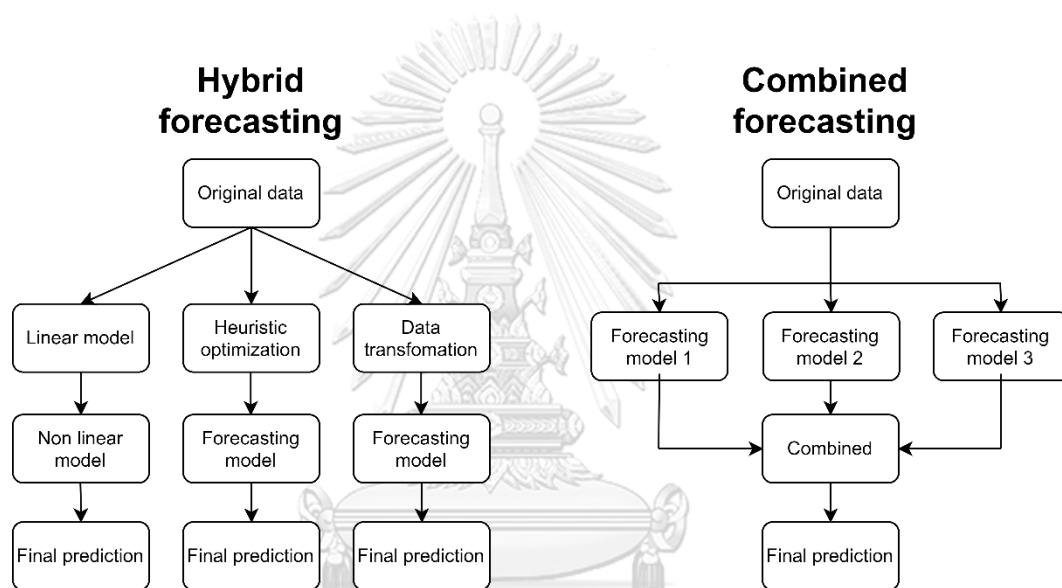 Hybrid
forecasting
Original data
Linear model
Heuristic
optimization
Data
transfomation
Non linear
model
Forecasting
model
Forecasting
model
Final prediction
Final prediction
Final prediction
Combined
forecasting
Original data
Forecasting
model 1
Forecasting
model 2
Forecasting
model 3
Combined
Final prediction